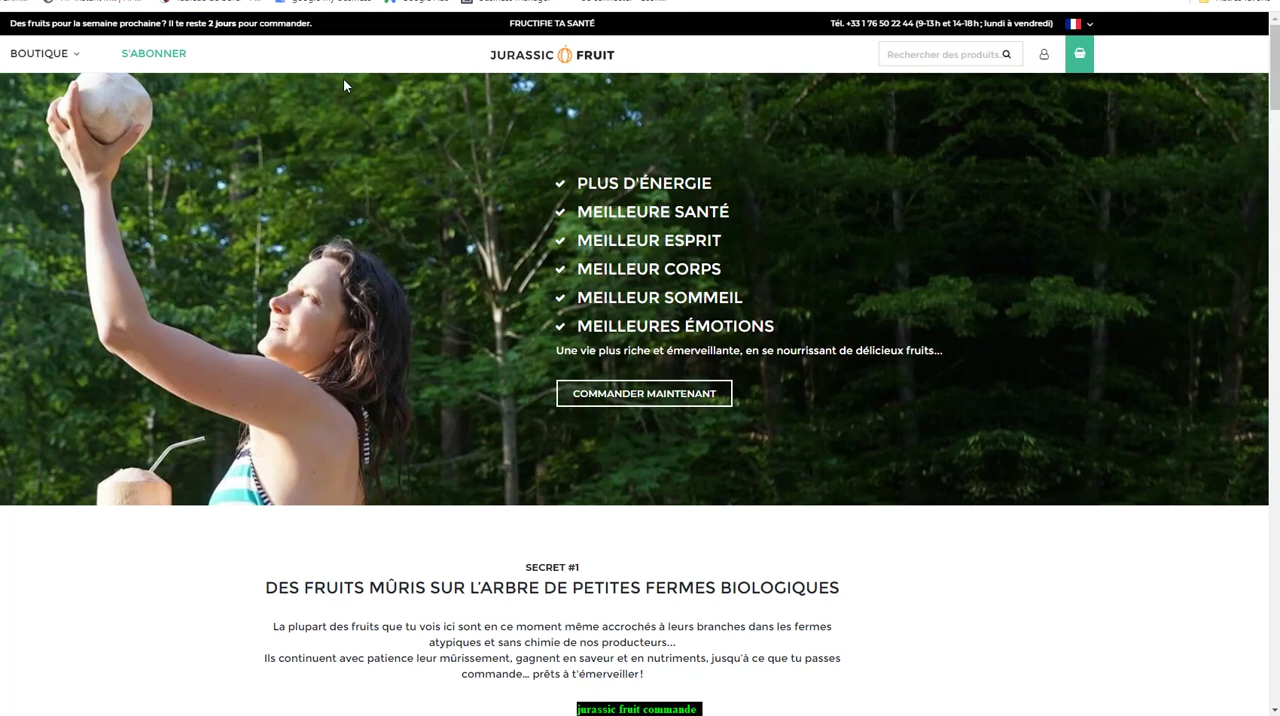 Des fruits pour la semaine prochaine ? Il te reste 2 jours pour commander.
FRUCTIFIE TA SANTÉ
Tél. +33 1 76 50 22 44 (9-13h et 14-18h ; lundi à vendredi)
BOUTIQUE
S'ABONNER
JURASSIC FRUIT
Rechercher des produits...
PLUS D'ÉNERGIE
MEILLEURE SANTÉ
MEILLEUR ESPRIT
MEILLEUR CORPS
MEILLEUR SOMMEIL
MEILLEURES ÉMOTIONS
Une vie plus riche et émerveillante, en se nourrissant de délicieux fruits...
COMMANDER MAINTENANT
SECRET #1
DES FRUITS MÛRIS SUR L'ARBRE DE PETITES FERMES BIOLOGIQUES
La plupart des fruits que tu vois ici sont en ce moment même accrochés à leurs branches dans les fermes
atypiques et sans chimie de nos producteurs...
Ils continuent avec patience leur mûrissement, gagnent en saveur et en nutriments, jusqu'à ce que tu passes
commande... prêts à t'émerveiller !
jurassic fruit commande